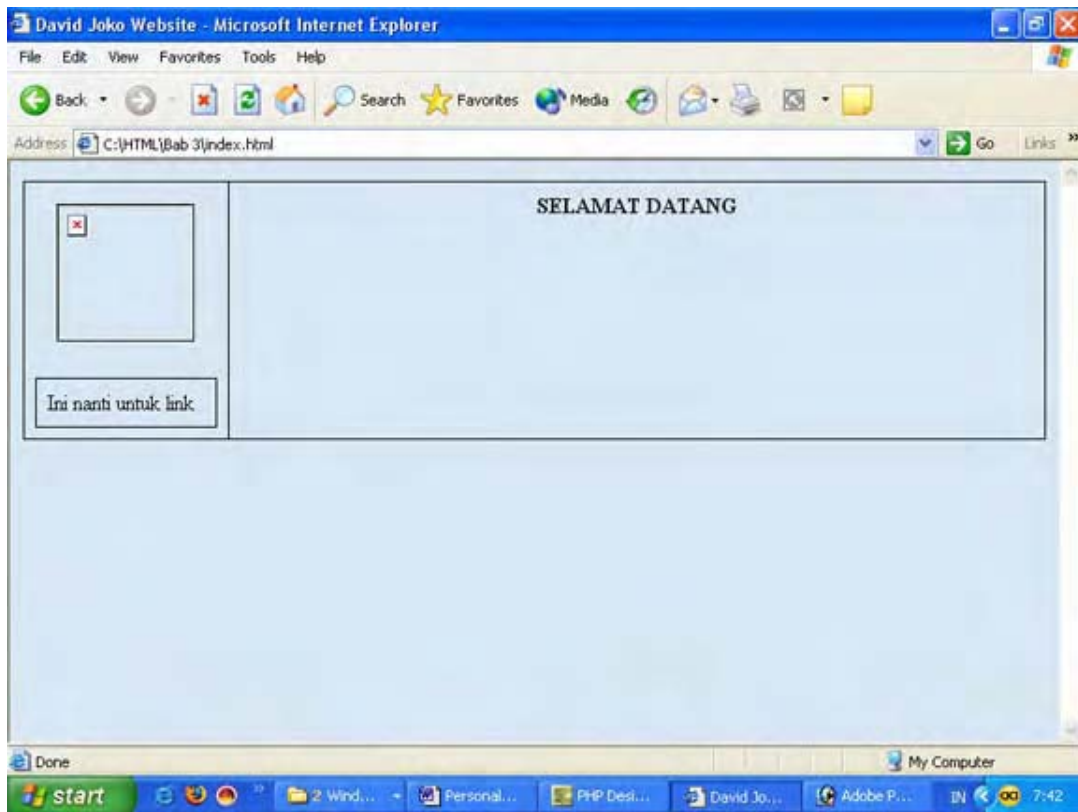 David Joko Website - Microsoft Internet Explorer
File Edit View Favorites Tools Help
Back Search Favorites Media
Address C:\HTML\Bab 3\index.html Go Links »
SELAMAT DATANG
Ini nanti untuk link
Done My Computer
start » 2 Wind... Personal... PHP Desi... David Jo... Adobe P... IN 7:42